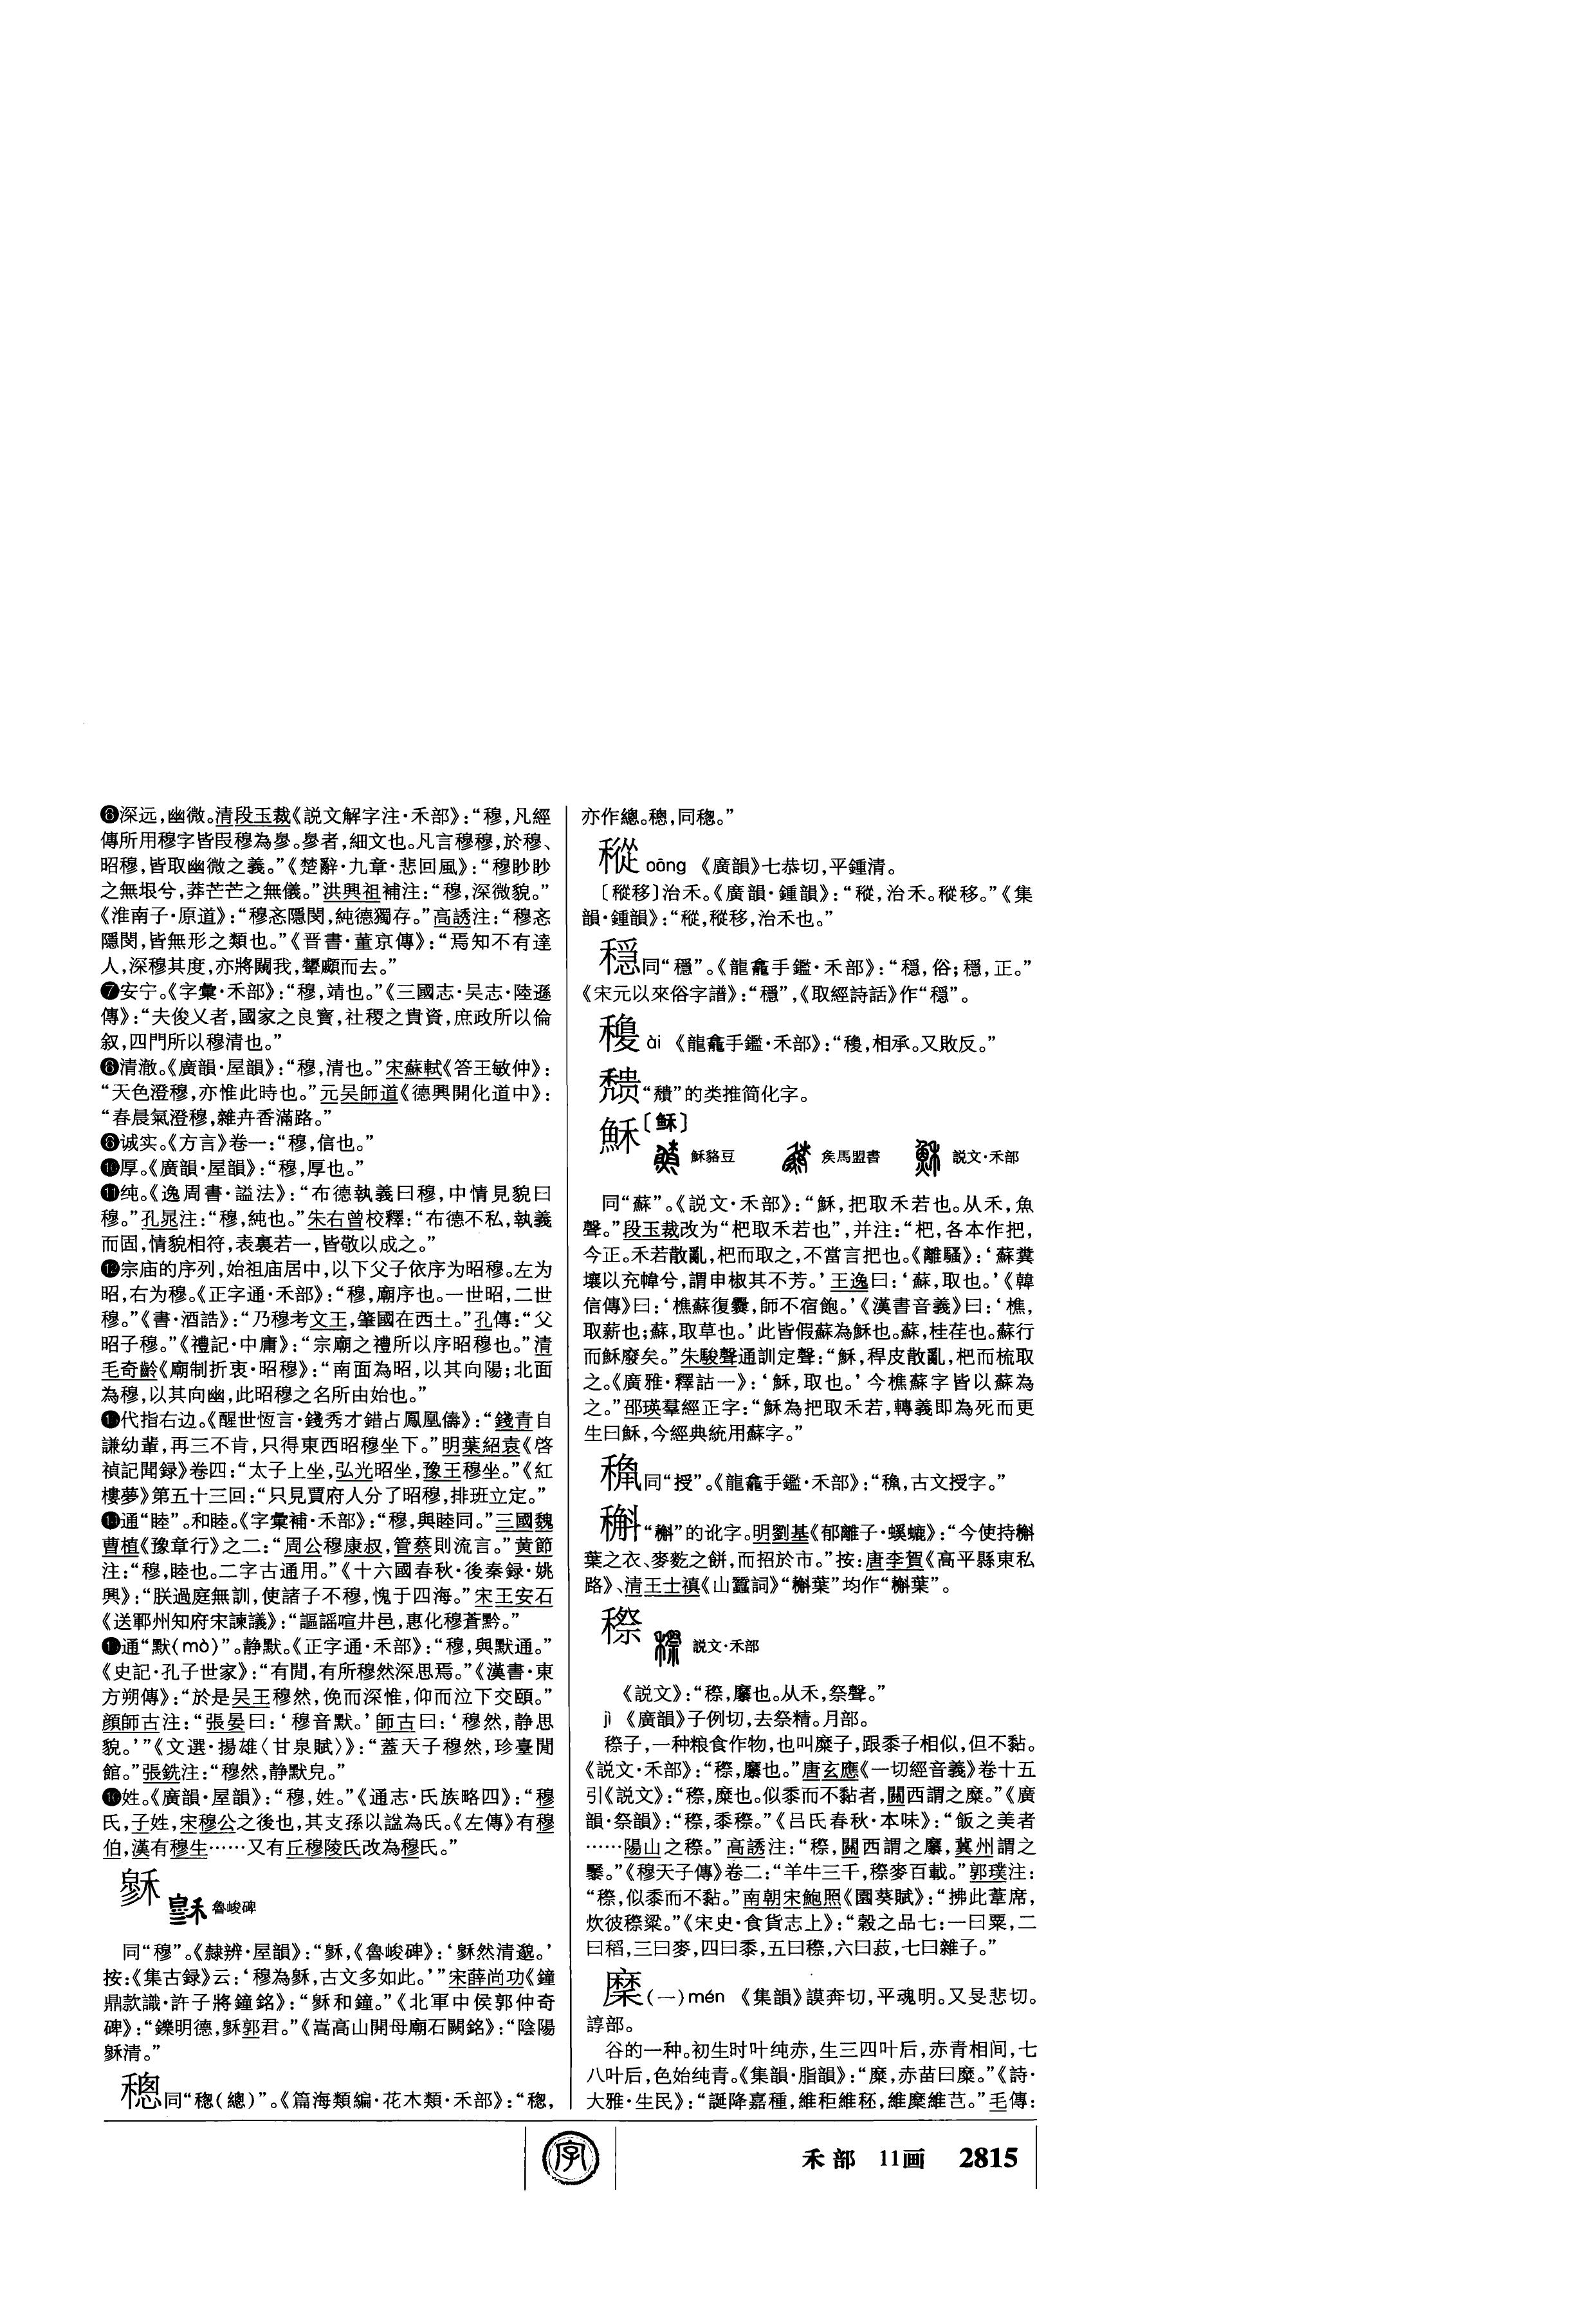 ❻深远，幽微。清段玉裁《説文解字注·禾部》：“穆，凡經
傳所用穆字皆叚穆為㣎。㣎者，細文也。凡言穆穆，於穆、
昭穆，皆取幽微之義。”《楚辭·九章·悲回風》：“穆眇眇
之無垠兮，莽芒芒之無儀。”洪興祖補注：“穆，深微貌。”
《淮南子·原道》：“穆忞隱閔，純德獨存。”高誘注：“穆忞
隱閔，皆無形之類也。”《晋書·董京傳》：“焉知不有達
人，深穆其度，亦將闚我，顰顣而去。”
❼安宁。《字彙·禾部》：“穆，靖也。”《三國志·吴志·陸遜
傳》：“夫俊乂者，國家之良寳，社稷之貴資，庶政所以倫
叙，四門所以穆清也。”
❽清澈。《廣韻·屋韻》：“穆，清也。”宋蘇軾《答王敏仲》：
“天色澄穆，亦惟此時也。”元吴師道《德興開化道中》：
“春晨氣澄穆，雜卉香滿路。”
❾诚实。《方言》卷一：“穆，信也。”
❿厚。《廣韻·屋韻》：“穆，厚也。”
⓫纯。《逸周書·謚法》：“布德執義曰穆，中情見貌曰
穆。”孔晁注：“穆，純也。”朱右曾校釋：“布德不私，執義
而固，情貌相符，表裏若一，皆敬以成之。”
⓬宗庙的序列，始祖庙居中，以下父子依序为昭穆。左为
昭，右为穆。《正字通·禾部》：“穆，廟序也。一世昭，二世
穆。”《書·酒誥》：“乃穆考文王，肇國在西土。”孔傳：“父
昭子穆。”《禮記·中庸》：“宗廟之禮所以序昭穆也。”清
毛奇齡《廟制折衷·昭穆》：“南面為昭，以其向陽；北面
為穆，以其向幽，此昭穆之名所由始也。”
⓭代指右边。《醒世恆言·錢秀才錯占鳳凰儔》：“錢青自
謙幼輩，再三不肯，只得東西昭穆坐下。”明葉紹袁《啓
禎記聞録》卷四：“太子上坐，弘光昭坐，豫王穆坐。”《紅
樓夢》第五十三回：“只見賈府人分了昭穆，排班立定。”
⓮通“睦”。和睦。《字彙補·禾部》：“穆，與睦同。”三國魏
曹植《豫章行》之二：“周公穆康叔，管蔡則流言。”黄節
注：“穆，睦也。二字古通用。”《十六國春秋·後秦録·姚
興》：“朕過庭無訓，使諸子不穆，愧于四海。”宋王安石
《送鄆州知府宋諫議》：“謳謡喧井邑，惠化穆蒼黔。”
⓯通“默（mò）”。静默。《正字通·禾部》：“穆，與默通。”
《史記·孔子世家》：“有閒，有所穆然深思焉。”《漢書·東
方朔傳》：“於是吴王穆然，俛而深惟，仰而泣下交頤。”
顔師古注：“張晏曰：‘穆音默。’師古曰：‘穆然，静思
貌。’”《文選·揚雄〈甘泉賦〉》：“蓋天子穆然，珍臺閒
館。”張銑注：“穆然，静默皃。”
⓰姓。《廣韻·屋韻》：“穆，姓。”《通志·氏族略四》：“穆
氏，子姓，宋穆公之後也，其支孫以諡為氏。《左傳》有穆
伯，漢有穆生……又有丘穆陵氏改為穆氏。”
䅵 魯峻碑
同“穆”。《隸辨·屋韻》：“䅵，《魯峻碑》：‘䅵然清邈。’
按：《集古録》云：‘穆為䅵，古文多如此。’”宋薛尚功《鐘
鼎款識·許子將鐘銘》：“䅵和鐘。”《北軍中侯郭仲奇
碑》：“鑠明德，䅵郭君。”《嵩高山開母廟石闕銘》：“陰陽
䅵清。”
穗同“稯（總）”。《篇海類編·花木類·禾部》：“稯，
亦作總。穗，同稯。”
樅 oōng 《廣韻》七恭切，平鍾清。
〔𥡬移〕治禾。《廣韻·鍾韻》：“𥡬，治禾。𥡬移。”《集
韻·鍾韻》：“𥡬，𥡬移，治禾也。”
穏同“穩”。《龍龕手鑑·禾部》：“穏，俗；穩，正。”
《宋元以來俗字譜》：“穩”，《取經詩話》作“穏”。
ài 《龍龕手鑑·禾部》：“，相承。又敗反。”
“穨”的类推简化字。
穌〔稣〕 穌貉豆 矦馬盟書 説文·禾部
同“蘇”。《説文·禾部》：“穌，把取禾若也。从禾，魚
聲。”段玉裁改为“杷取禾若也”，并注：“杷，各本作把，
今正。禾若散亂，杷而取之，不當言把也。《離騷》：‘蘇糞
壤以充幃兮，謂申椒其不芳。’王逸曰：‘蘇，取也。’《韓
信傳》曰：‘樵蘇復爨，師不宿飽。’《漢書音義》曰：‘樵，
取薪也；蘇，取草也。’此皆假蘇為穌也。蘇，桂荏也。蘇行
而穌廢矣。”朱駿聲通訓定聲：“穌，稈皮散亂，杷而梳取
之。《廣雅·釋詁一》：‘穌，取也。’今樵蘇字皆以蘇為
之。”邵瑛羣經正字：“穌為把取禾若，轉義即為死而更
生曰穌，今經典統用蘇字。”
同“授”。《龍龕手鑑·禾部》：“，古文授字。”
“槲”的讹字。明劉基《郁離子·螇螰》：“今使持槲
葉之衣、麥麧之餅，而招於市。”按：唐李賀《高平縣東私
路》、清王士禛《山蠶詞》“槲葉”均作“槲葉”。
穄 説文·禾部
《説文》：“穄，䵚也。从禾，祭聲。”
jì 《廣韻》子例切，去祭精。月部。
穄子，一种粮食作物，也叫糜子，跟黍子相似，但不黏。
《説文·禾部》：“穄，䵚也。”唐玄應《一切經音義》卷十五
引《説文》：“穄，穈也。似黍而不黏者，關西謂之穈。”《廣
韻·祭韻》：“穄，黍穄。”《吕氏春秋·本味》：“飯之美者
……陽山之穄。”高誘注：“穄，關西謂之䵚，冀州謂之
䅣。”《穆天子傳》卷二：“羊牛三千，穄麥百載。”郭璞注：
“穄，似黍而不黏。”南朝宋鮑照《園葵賦》：“拂此葦席，
炊彼穄粱。”《宋史·食貨志上》：“穀之品七：一曰粟，二
曰稻，三曰麥，四曰黍，五曰穄，六曰菽，七曰雜子。”
穈（一）mén 《集韻》謨奔切，平魂明。又旻悲切。
諄部。
谷的一种。初生时叶纯赤，生三四叶后，赤青相间，七
八叶后，色始纯青。《集韻·脂韻》：“穈，赤苗曰穈。”《詩·
大雅·生民》：“誕降嘉種，維秬維秠，維穈維芑。”毛傳：
字
禾部 11画 2815